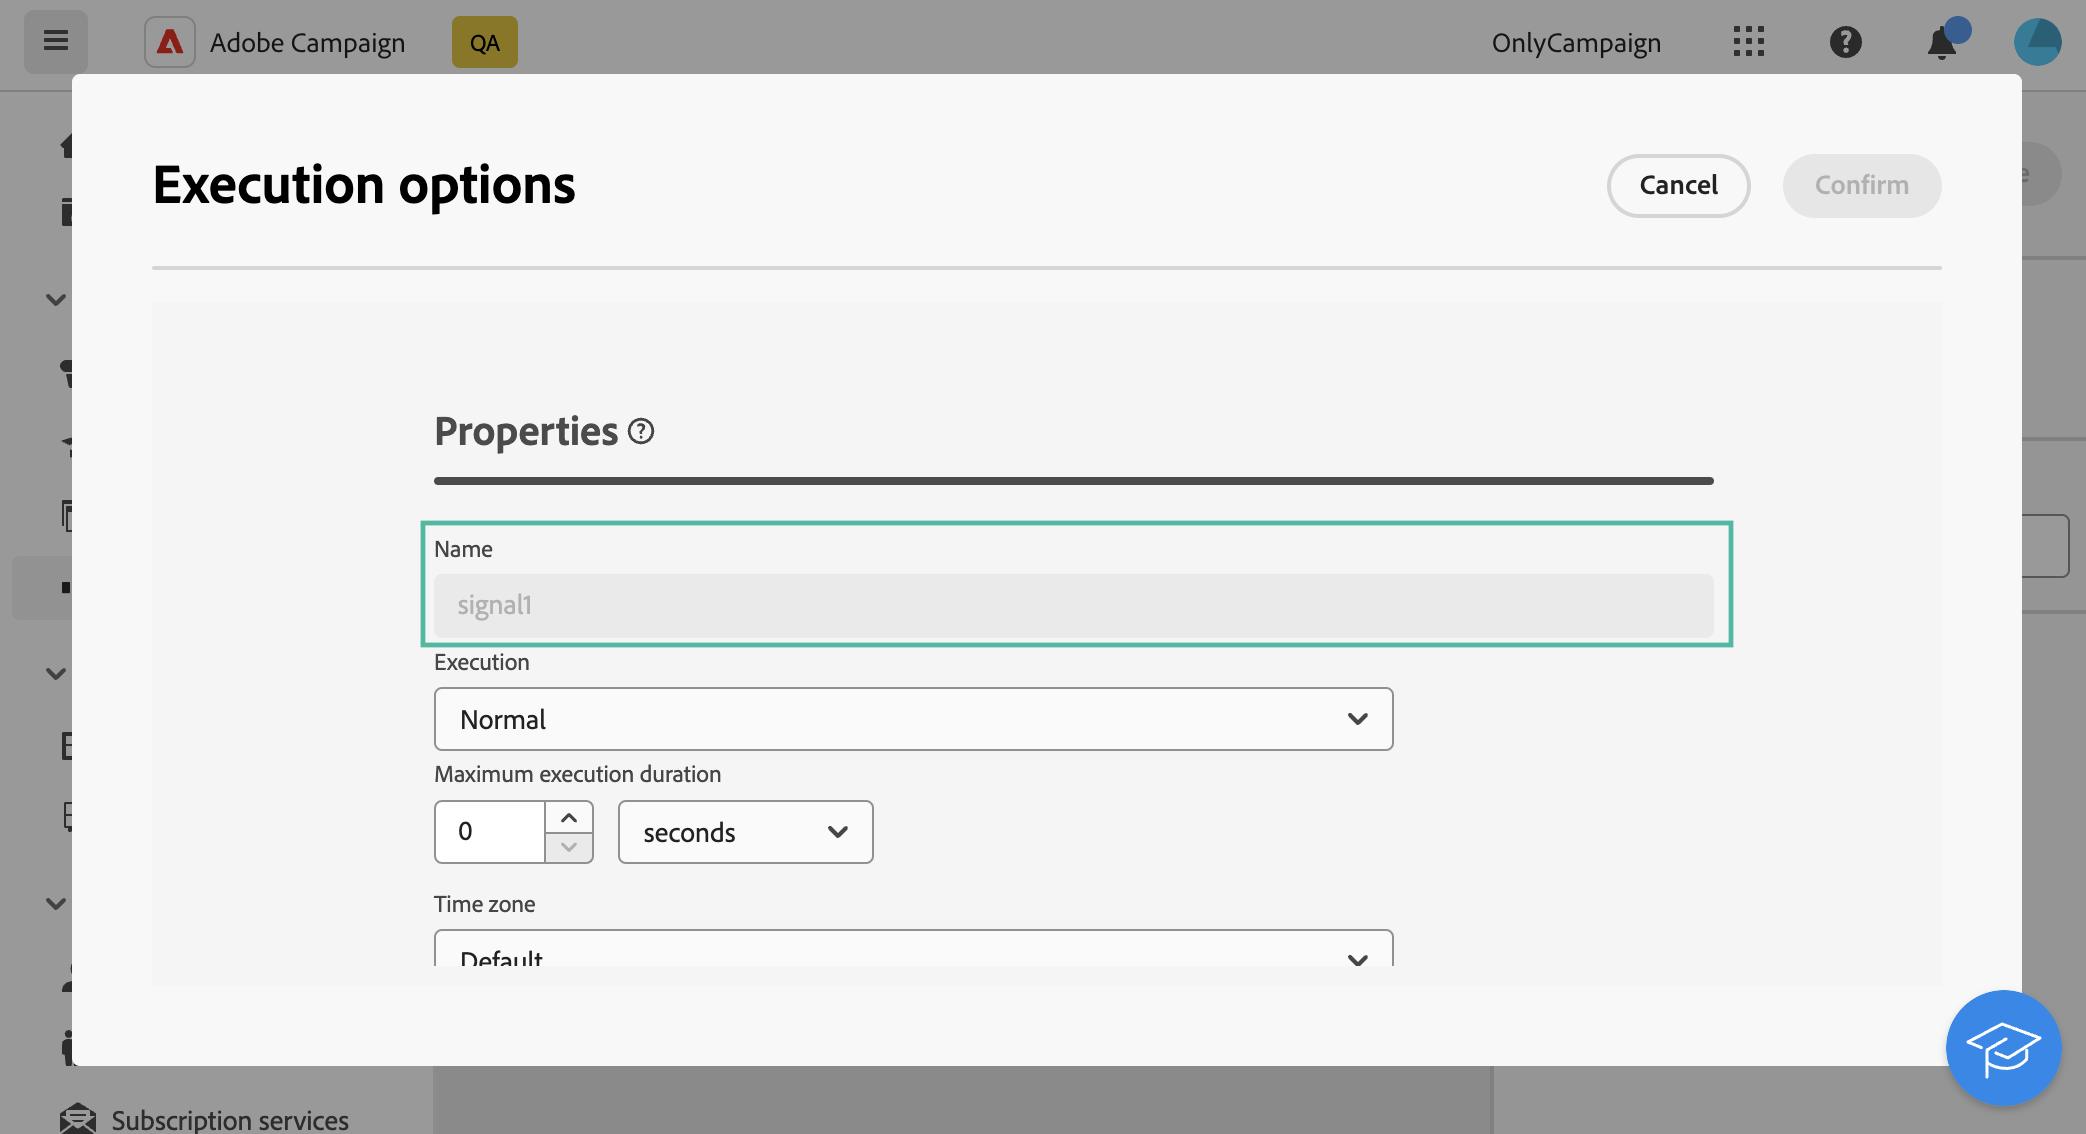 Adobe Campaign
QA
OnlyCampaign
Execution options
Cancel
Confirm
e
Properties
Name
signal1
Execution
Normal
Maximum execution duration
0
seconds
Time zone
Default
Subscription services